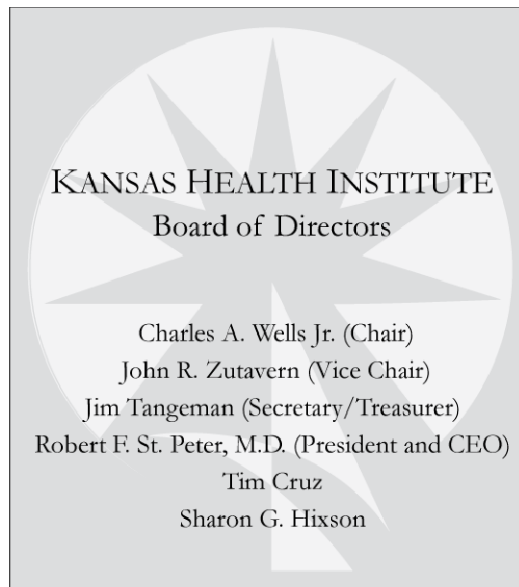 KANSAS HEALTH INSTITUTE
Board of Directors
Charles A. Wells Jr. (Chair)
John R. Zutavern (Vice Chair)
Jim Tangeman (Secretary/Treasurer)
Robert F. St. Peter, M.D. (President and CEO)
Tim Cruz
Sharon G. Hixson